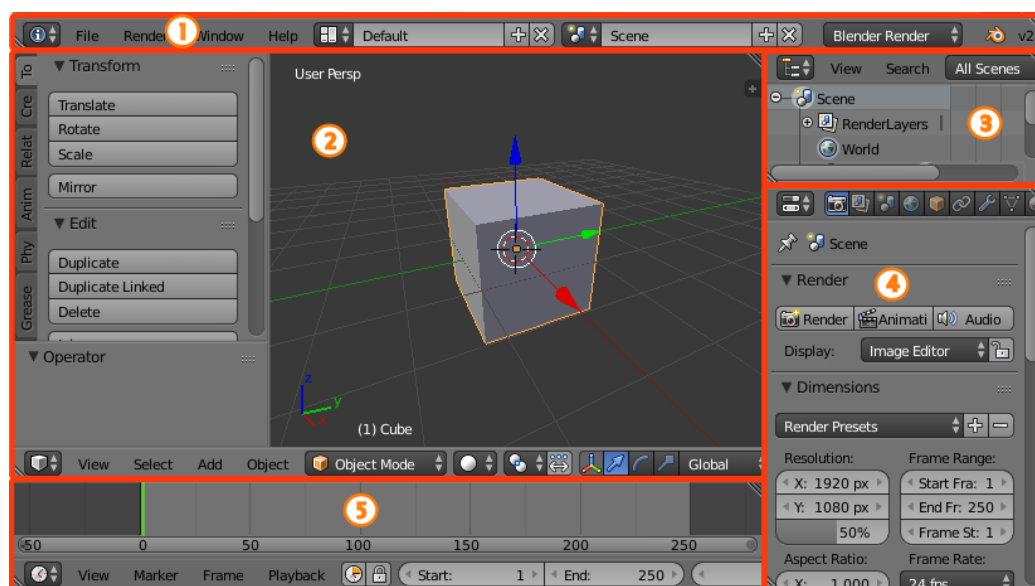 1
File Render Window Help Default Scene Blender Render v2
To
Cre
Relat
Anim
Phy
Grease
Transform
Translate
Rotate
Scale
Mirror
Edit
Duplicate
Duplicate Linked
Delete
Operator
User Persp
2
z
y
x
(1) Cube
View Select Add Object Object Mode Global
View Search All Scenes
Scene
RenderLayers
World
3
Scene
Render
4
Render Animati Audio
Display: Image Editor
Dimensions
Render Presets
Resolution: Frame Range:
X: 1920 px Start Fra: 1
Y: 1080 px End Fr: 250
50% Frame St: 1
Aspect Ratio: Frame Rate:
X: 1.000 24 fps
5
-50 0 50 100 150 200 250
View Marker Frame Playback Start: 1 End: 250